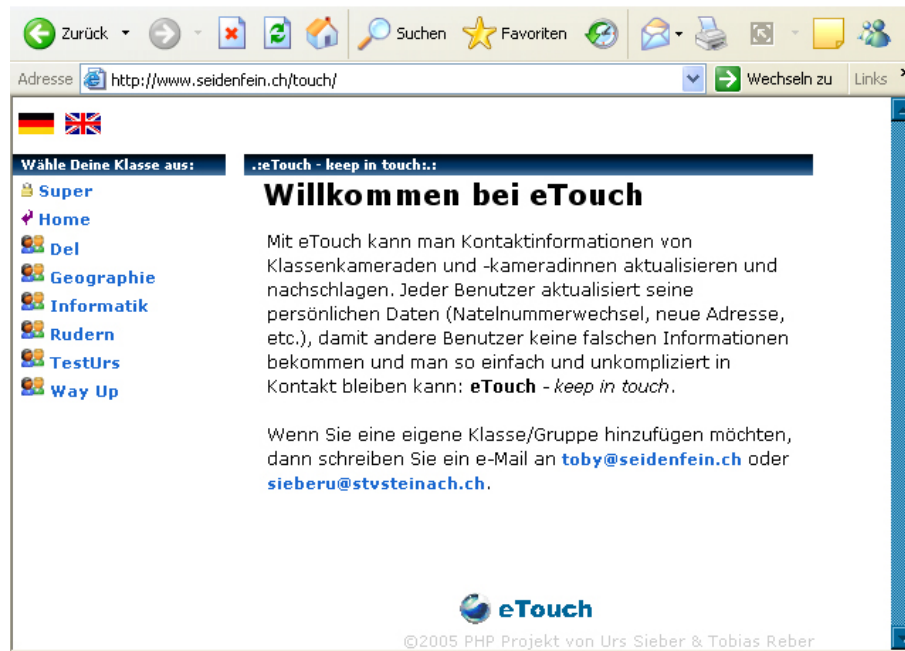 Zurück Suchen Favoriten
Adresse http://www.seidenfein.ch/touch/ Wechseln zu Links
Wähle Deine Klasse aus:
Super
Home
Del
Geographie
Informatik
Rudern
TestUrs
Way Up
.:eTouch - keep in touch:.:
Willkommen bei eTouch
Mit eTouch kann man Kontaktinformationen von
Klassenkameraden und -kameradinnen aktualisieren und
nachschlagen. Jeder Benutzer aktualisiert seine
persönlichen Daten (Natelnummerwechsel, neue Adresse,
etc.), damit andere Benutzer keine falschen Informationen
bekommen und man so einfach und unkompliziert in
Kontakt bleiben kann: eTouch - keep in touch.
Wenn Sie eine eigene Klasse/Gruppe hinzufügen möchten,
dann schreiben Sie ein e-Mail an toby@seidenfein.ch oder
sieberu@stvsteinach.ch.
eTouch
©2005 PHP Projekt von Urs Sieber & Tobias Reber